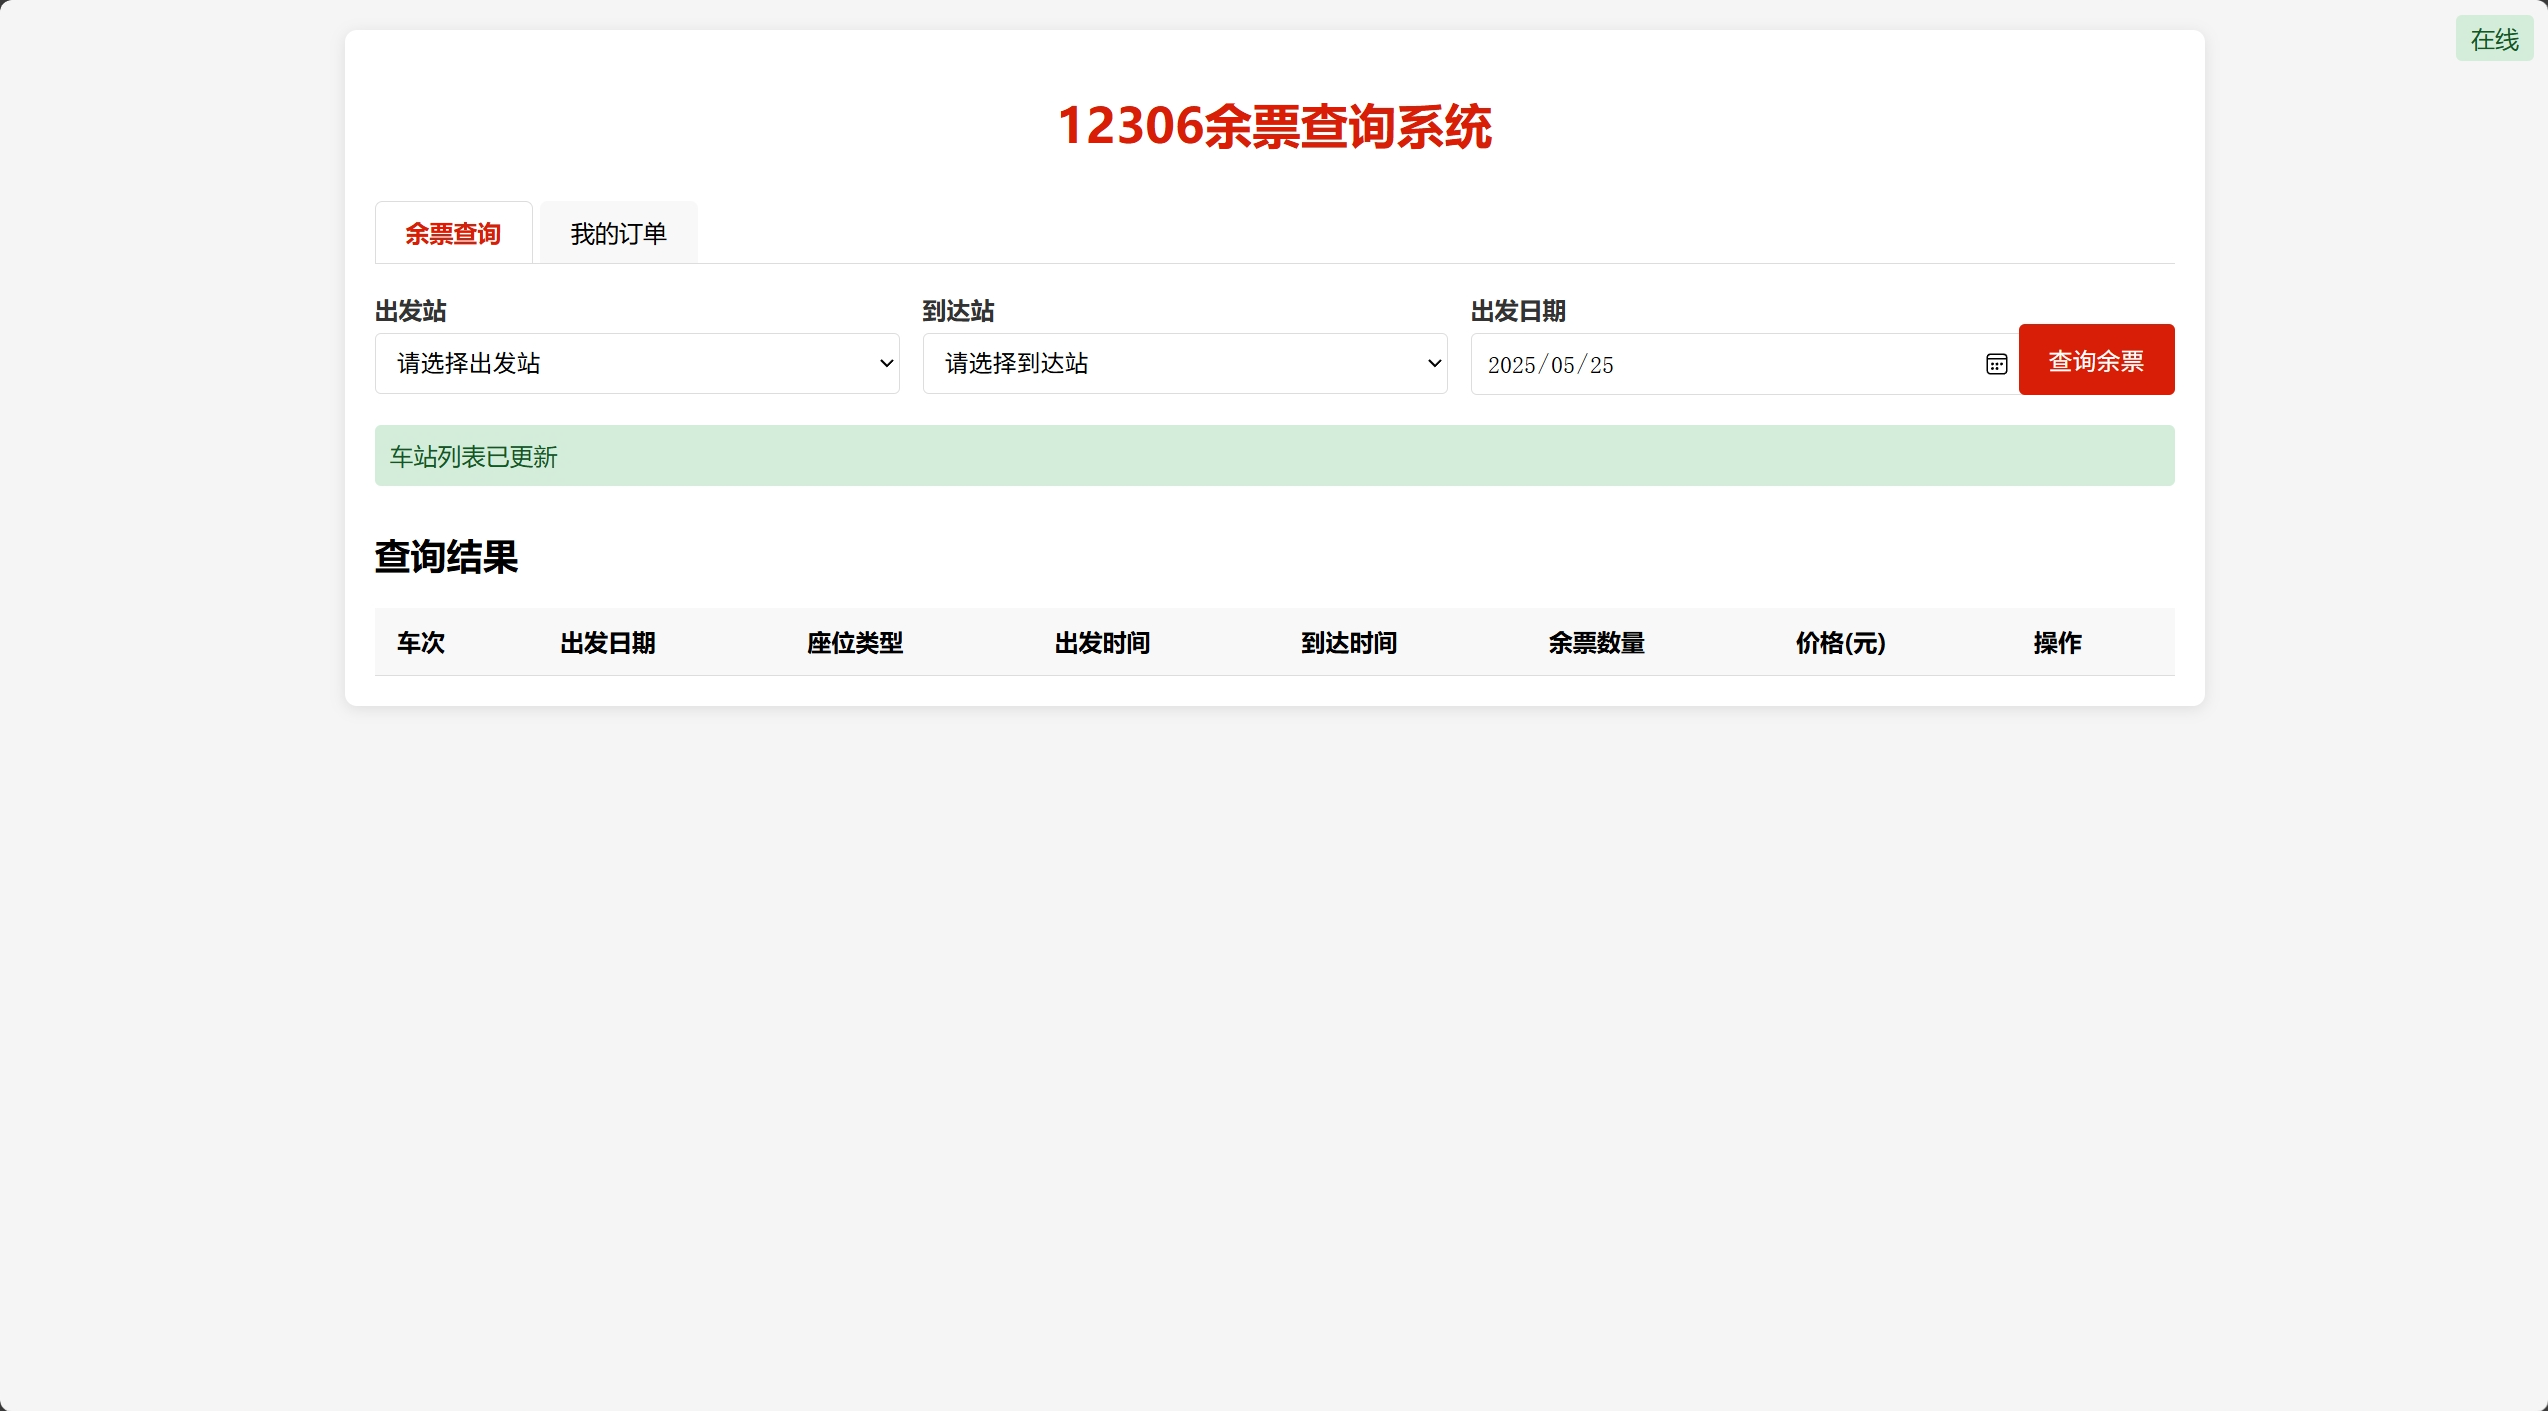 在线
12306余票查询系统
余票查询 我的订单
出发站 到达站 出发日期
请选择出发站 请选择到达站 2025/05/25 查询余票
车站列表已更新
查询结果
车次 出发日期 座位类型 出发时间 到达时间 余票数量 价格(元) 操作